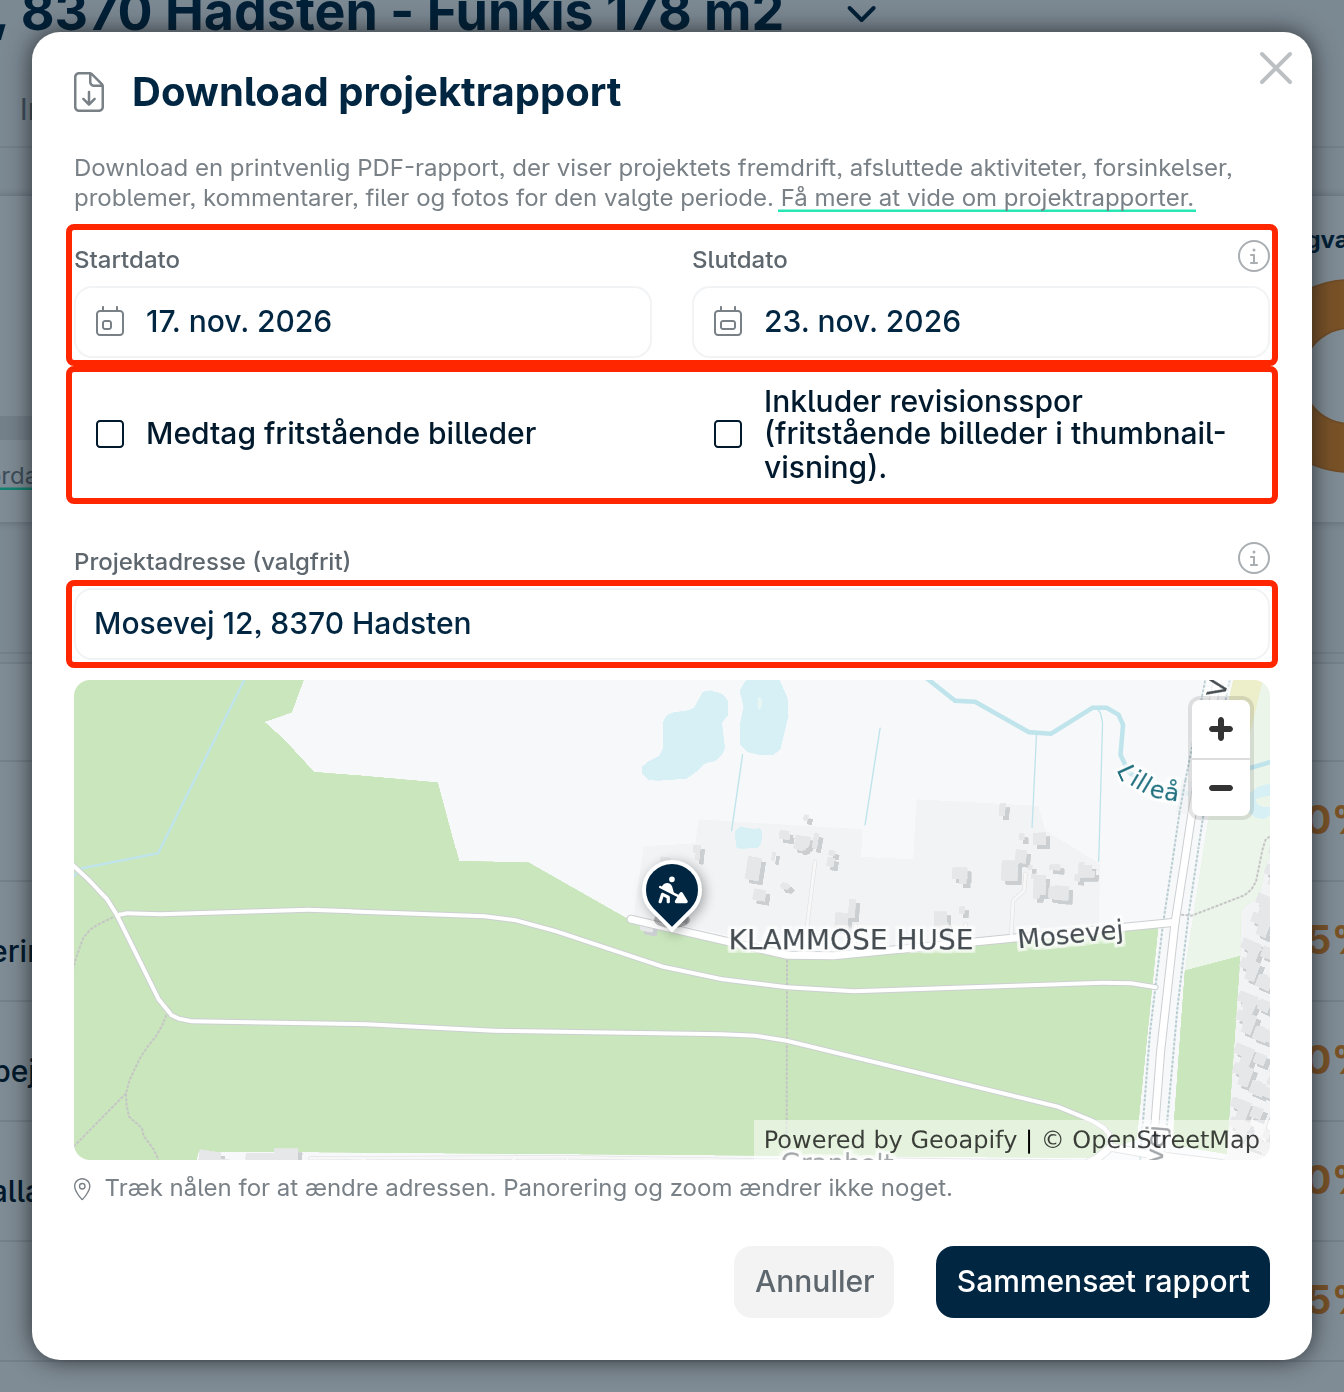 , 8370 Hadsten - Funkis 178 m2
Download projektrapport
Download en printvenlig PDF-rapport, der viser projektets fremdrift, afsluttede aktiviteter, forsinkelser,
problemer, kommentarer, filer og fotos for den valgte periode. Få mere at vide om projektrapporter.
Startdato
Slutdato
17. nov. 2026
23. nov. 2026
Medtag fritstående billeder
Inkluder revisionsspor
(fritstående billeder i thumbnail-
visning).
Projektadresse (valgfrit)
Mosevej 12, 8370 Hadsten
Lilleå
KLAMMOSE HUSE
Mosevej
Powered by Geoapify | © OpenStreetMap
Træk nålen for at ændre adressen. Panorering og zoom ændrer ikke noget.
Annuller
Sammensæt rapport